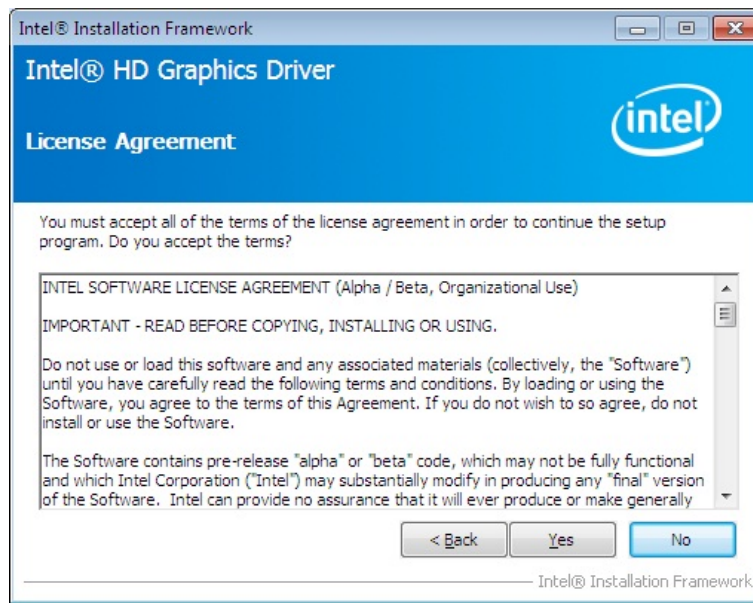 Intel® Installation Framework
Intel® HD Graphics Driver
intel®
License Agreement
You must accept all of the terms of the license agreement in order to continue the setup
program. Do you accept the terms?
INTEL SOFTWARE LICENSE AGREEMENT (Alpha / Beta, Organizational Use)
IMPORTANT - READ BEFORE COPYING, INSTALLING OR USING.
Do not use or load this software and any associated materials (collectively, the "Software")
until you have carefully read the following terms and conditions. By loading or using the
Software, you agree to the terms of this Agreement. If you do not wish to so agree, do not
install or use the Software.
The Software contains pre-release "alpha" or "beta" code, which may not be fully functional
and which Intel Corporation ("Intel") may substantially modify in producing any "final" version
of the Software. Intel can provide no assurance that it will ever produce or make generally
< Back Yes No
Intel® Installation Framework